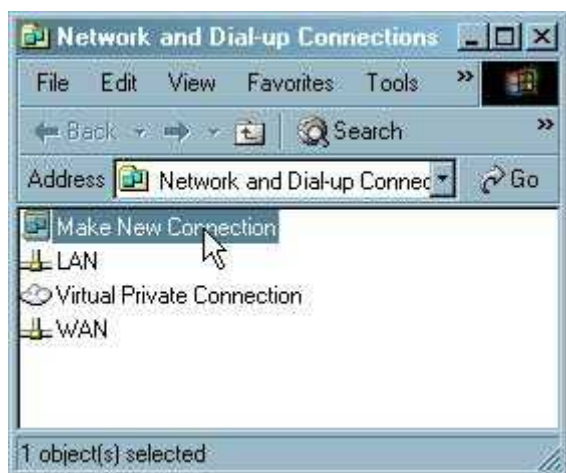 Network and Dial-up Connections
File Edit View Favorites Tools »
Back Search »
Address Network and Dial-up Connec Go
Make New Connection
LAN
Virtual Private Connection
WAN
1 object(s) selected